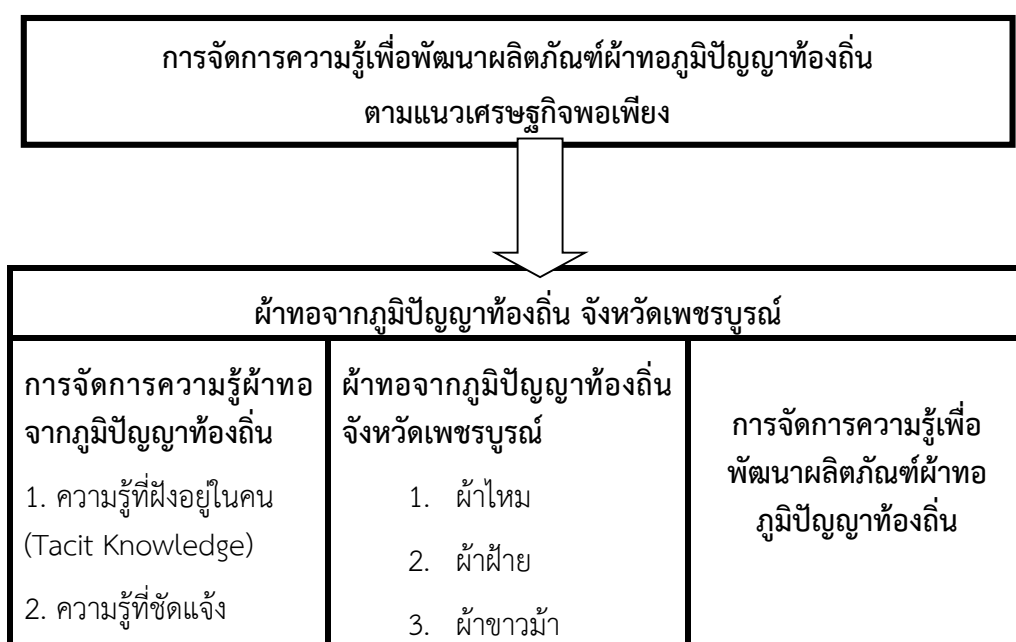 การจัดการความรู้เพื่อพัฒนาผลิตภัณฑ์ผ้าทอภูมิปัญญาท้องถิ่น
ตามแนวเศรษฐกิจพอเพียง
ผ้าทอจากภูมิปัญญาท้องถิ่น จังหวัดเพชรบูรณ์
การจัดการความรู้ผ้าทอ
จากภูมิปัญญาท้องถิ่น
1. ความรู้ที่ฝังอยู่ในคน
(Tacit Knowledge)
2. ความรู้ที่ชัดแจ้ง
ผ้าทอจากภูมิปัญญาท้องถิ่น
จังหวัดเพชรบูรณ์
1. ผ้าไหม
2. ผ้าฝ้าย
3. ผ้าขาวม้า
การจัดการความรู้เพื่อ
พัฒนาผลิตภัณฑ์ผ้าทอ
ภูมิปัญญาท้องถิ่น